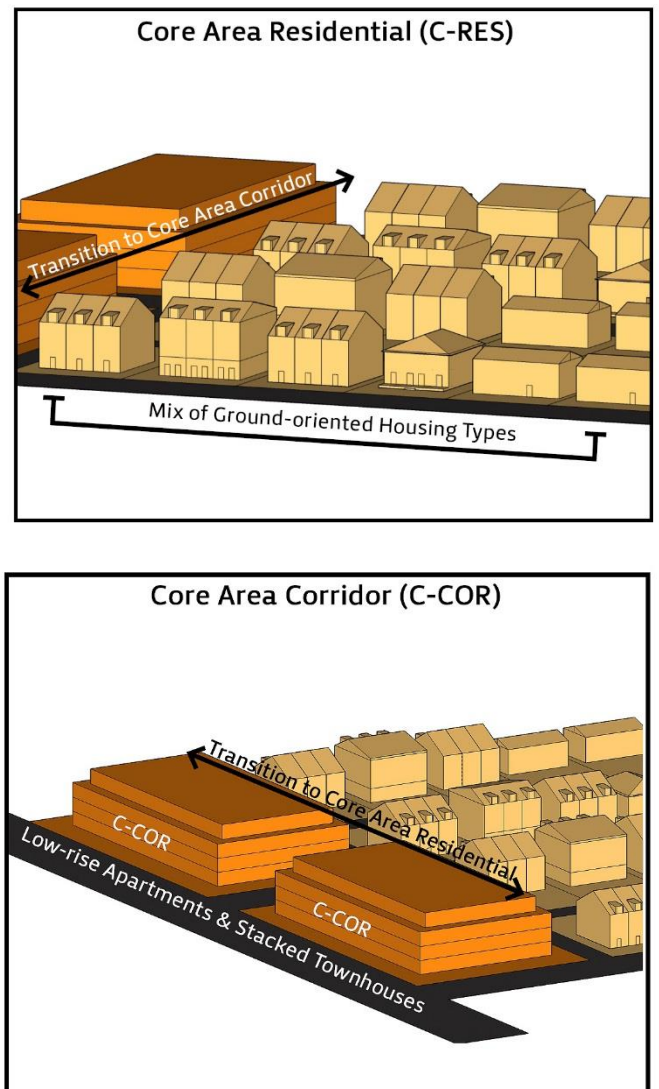 Core Area Residential (C-RES)
Transition to Core Area Corridor
Mix of Ground-oriented Housing Types
Core Area Corridor (C-COR)
Transition to Core Area Residential
C-COR
C-COR
Low-rise Apartments & Stacked Townhouses